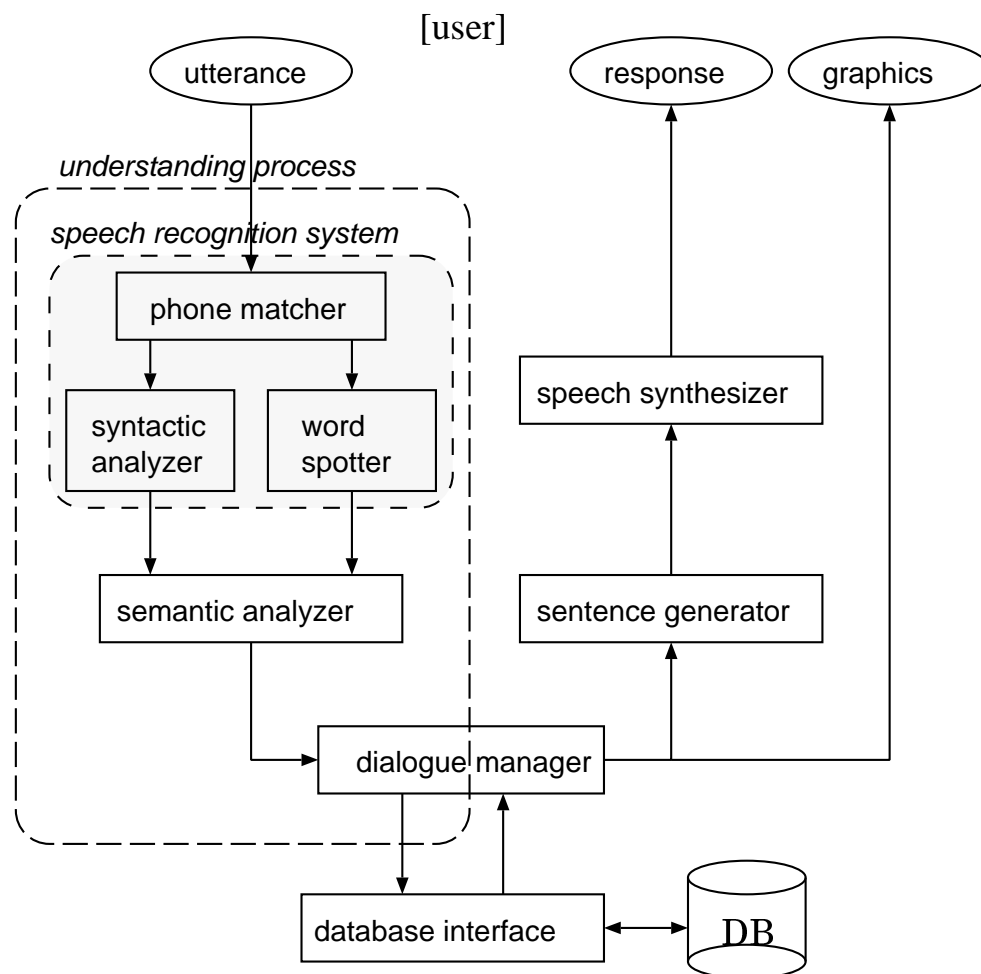 [user]
utterance
response
graphics
understanding process
speech recognition system
phone matcher
syntactic
analyzer
word
spotter
speech synthesizer
semantic analyzer
sentence generator
dialogue manager
database interface
DB